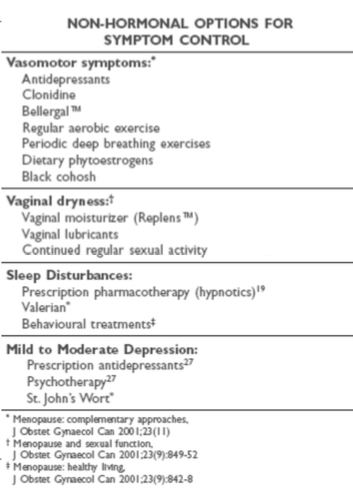 NON-HORMONAL OPTIONS FOR
SYMPTOM CONTROL
Vasomotor symptoms:*
Antidepressants
Clonidine
Bellergal™
Regular aerobic exercise
Periodic deep breathing exercises
Dietary phytoestrogens
Black cohosh
Vaginal dryness:†
Vaginal moisturizer (Replens™)
Vaginal lubricants
Continued regular sexual activity
Sleep Disturbances:
Prescription pharmacotherapy (hypnotics)19
Valerian*
Behavioural treatments‡
Mild to Moderate Depression:
Prescription antidepressants27
Psychotherapy27
St. John's Wort*
* Menopause: complementary approaches,
J Obstet Gynaecol Can 2001;23(11)
† Menopause and sexual function,
J Obstet Gynaecol Can 2001;23(9):849-52
‡ Menopause: healthy living,
J Obstet Gynaecol Can 2001;23(9):842-8